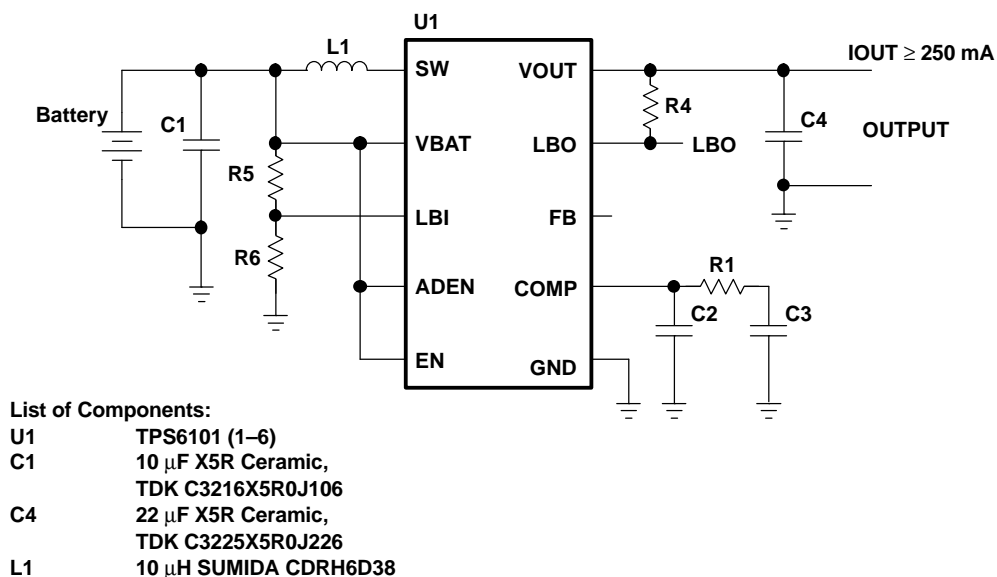 U1
L1
SW
VOUT
IOUT ≥ 250 mA
R4
Battery
C1
C4
OUTPUT
VBAT
LBO
LBO
R5
LBI
FB
R6
R1
ADEN
COMP
C2
C3
EN
GND
List of Components:
U1 TPS6101 (1–6)
C1 10 μF X5R Ceramic,
TDK C3216X5R0J106
C4 22 μF X5R Ceramic,
TDK C3225X5R0J226
L1 10 μH SUMIDA CDRH6D38